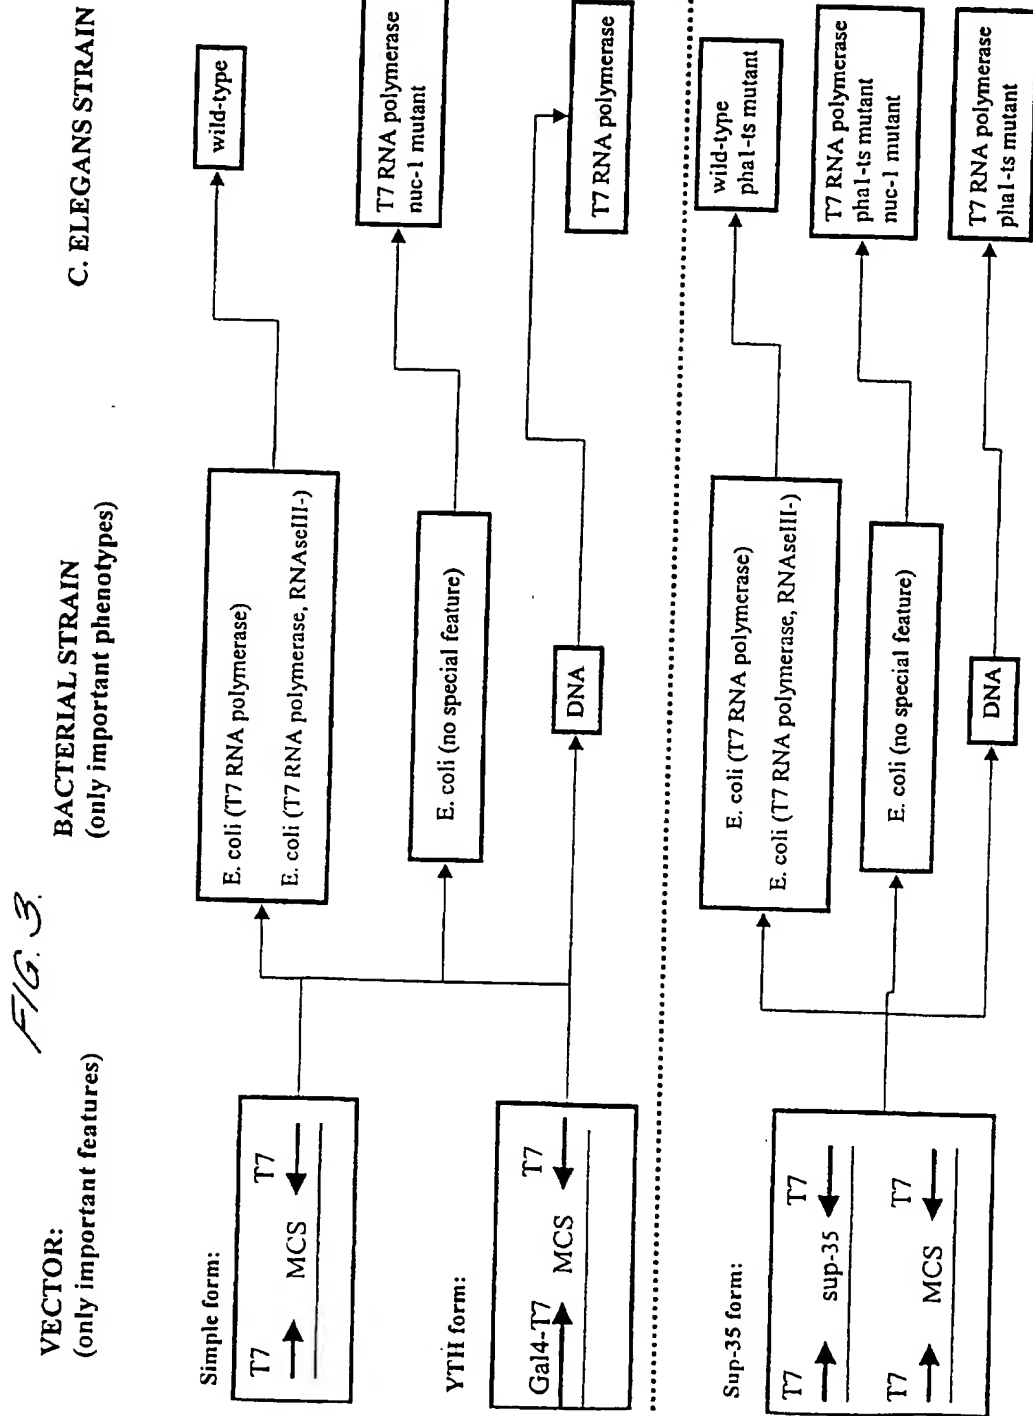 FIG. 3.
VECTOR:
(only important features)
BACTERIAL STRAIN
(only important phenotypes)
C. ELEGANS STRAIN
Simple form:
T7
T7
MCS
E. coli (T7 RNA polymerase)
E. coli (T7 RNA polymerase, RNAseIII-)
wild-type
E. coli (no special feature)
T7 RNA polymerase
nuc-1 mutant
YTH form:
Gal4-T7
T7
MCS
DNA
T7 RNA polymerase
Sup-35 form:
T7
T7
sup-35
T7
T7
MCS
E. coli (T7 RNA polymerase)
E. coli (T7 RNA polymerase, RNAseIII-)
wild-type
pha1-ts mutant
E. coli (no special feature)
T7 RNA polymerase
pha1-ts mutant
nuc-1 mutant
DNA
T7 RNA polymerase
pha1-ts mutant